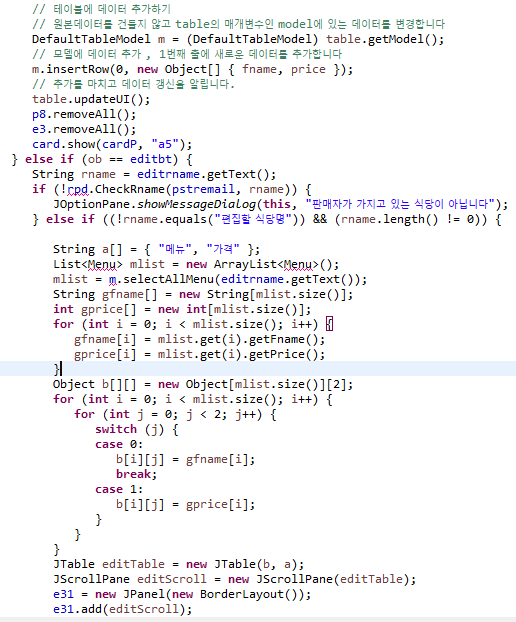 // 테이블에 데이터 추가하기
// 원본데이터를 건들지 않고 table의 매개변수인 model에 있는 데이터를 변경합니다
DefaultTableModel m = (DefaultTableModel) table.getModel();
// 모델에 데이터 추가 , 1번째 줄에 새로운 데이터를 추가합니다
m.insertRow(0, new Object[] { fname, price });
// 추가를 마치고 데이터 갱신을 알립니다.
table.updateUI();
p8.removeAll();
e3.removeAll();
card.show(cardP, "a5");
} else if (ob == editbt) {
String rname = editrname.getText();
if (!rpd.CheckRname(pstremail, rname)) {
JOptionPane.showMessageDialog(this, "판매자가 가지고 있는 식당이 아닙니다");
} else if ((!rname.equals("편집할 식당명")) && (rname.length() != 0)) {
String a[] = { "메뉴", "가격" };
List<Menu> mlist = new ArrayList<Menu>();
mlist = m.selectAllMenu(editrname.getText());
String gfname[] = new String[mlist.size()];
int gprice[] = new int[mlist.size()];
for (int i = 0; i < mlist.size(); i++) {
gfname[i] = mlist.get(i).getFname();
gprice[i] = mlist.get(i).getPrice();
}
Object b[][] = new Object[mlist.size()][2];
for (int i = 0; i < mlist.size(); i++) {
for (int j = 0; j < 2; j++) {
switch (j) {
case 0:
b[i][j] = gfname[i];
break;
case 1:
b[i][j] = gprice[i];
}
}
}
JTable editTable = new JTable(b, a);
JScrollPane editScroll = new JScrollPane(editTable);
e31 = new JPanel(new BorderLayout());
e31.add(editScroll);